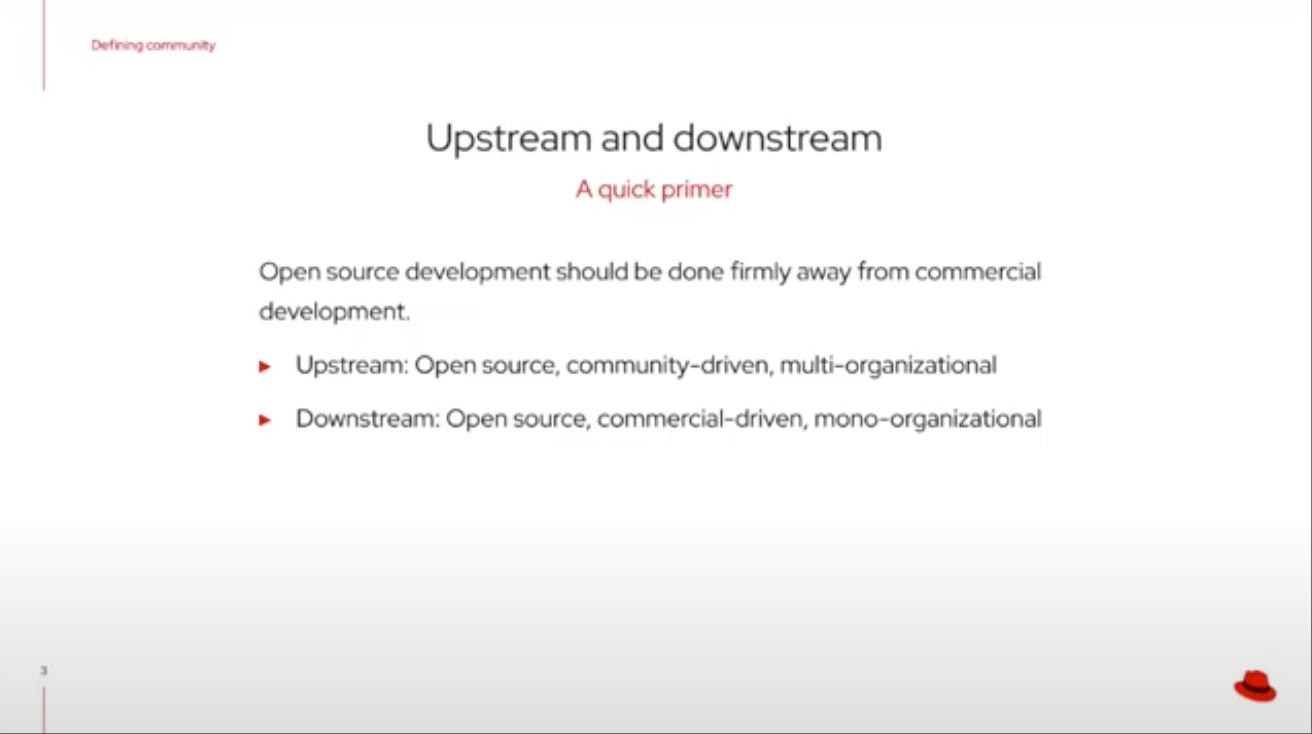 Defining community
Upstream and downstream
A quick primer
Open source development should be done firmly away from commercial
development.
Upstream: Open source, community-driven, multi-organizational
Downstream: Open source, commercial-driven, mono-organizational
3